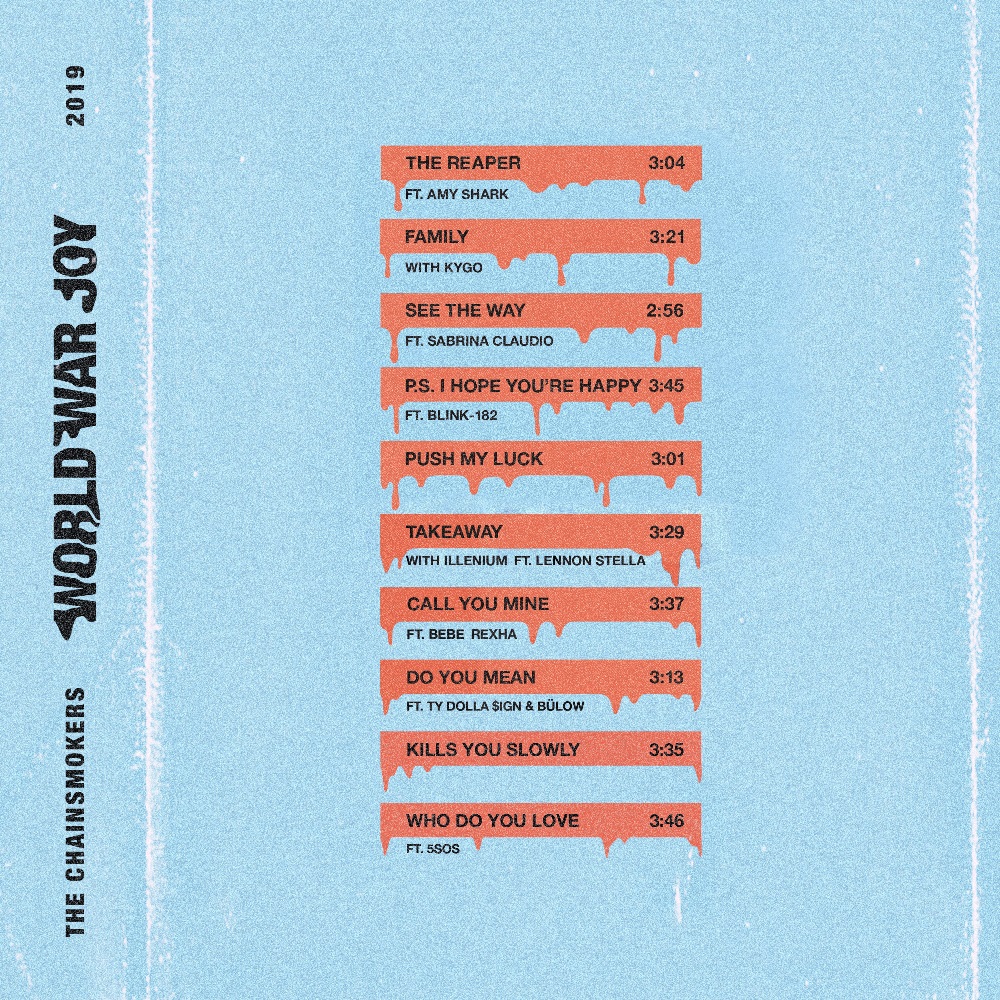 2019
WORLD WAR JOY
THE CHAINSMOKERS
THE REAPER 3:04
FT. AMY SHARK
FAMILY 3:21
WITH KYGO
SEE THE WAY 2:56
FT. SABRINA CLAUDIO
P.S. I HOPE YOU'RE HAPPY 3:45
FT. BLINK-182
PUSH MY LUCK 3:01
TAKEAWAY 3:29
WITH ILLENIUM FT. LENNON STELLA
CALL YOU MINE 3:37
FT. BEBE REXHA
DO YOU MEAN 3:13
FT. TY DOLLA $IGN & BÜLOW
KILLS YOU SLOWLY 3:35
WHO DO YOU LOVE 3:46
FT. 5SOS